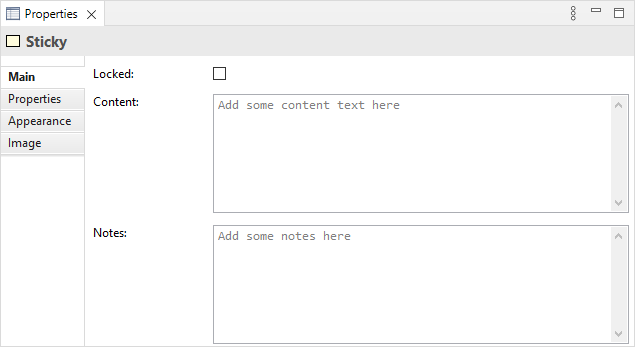 Properties
Sticky
Main
Properties
Appearance
Image
Locked:
Content:
Add some content text here
Notes:
Add some notes here